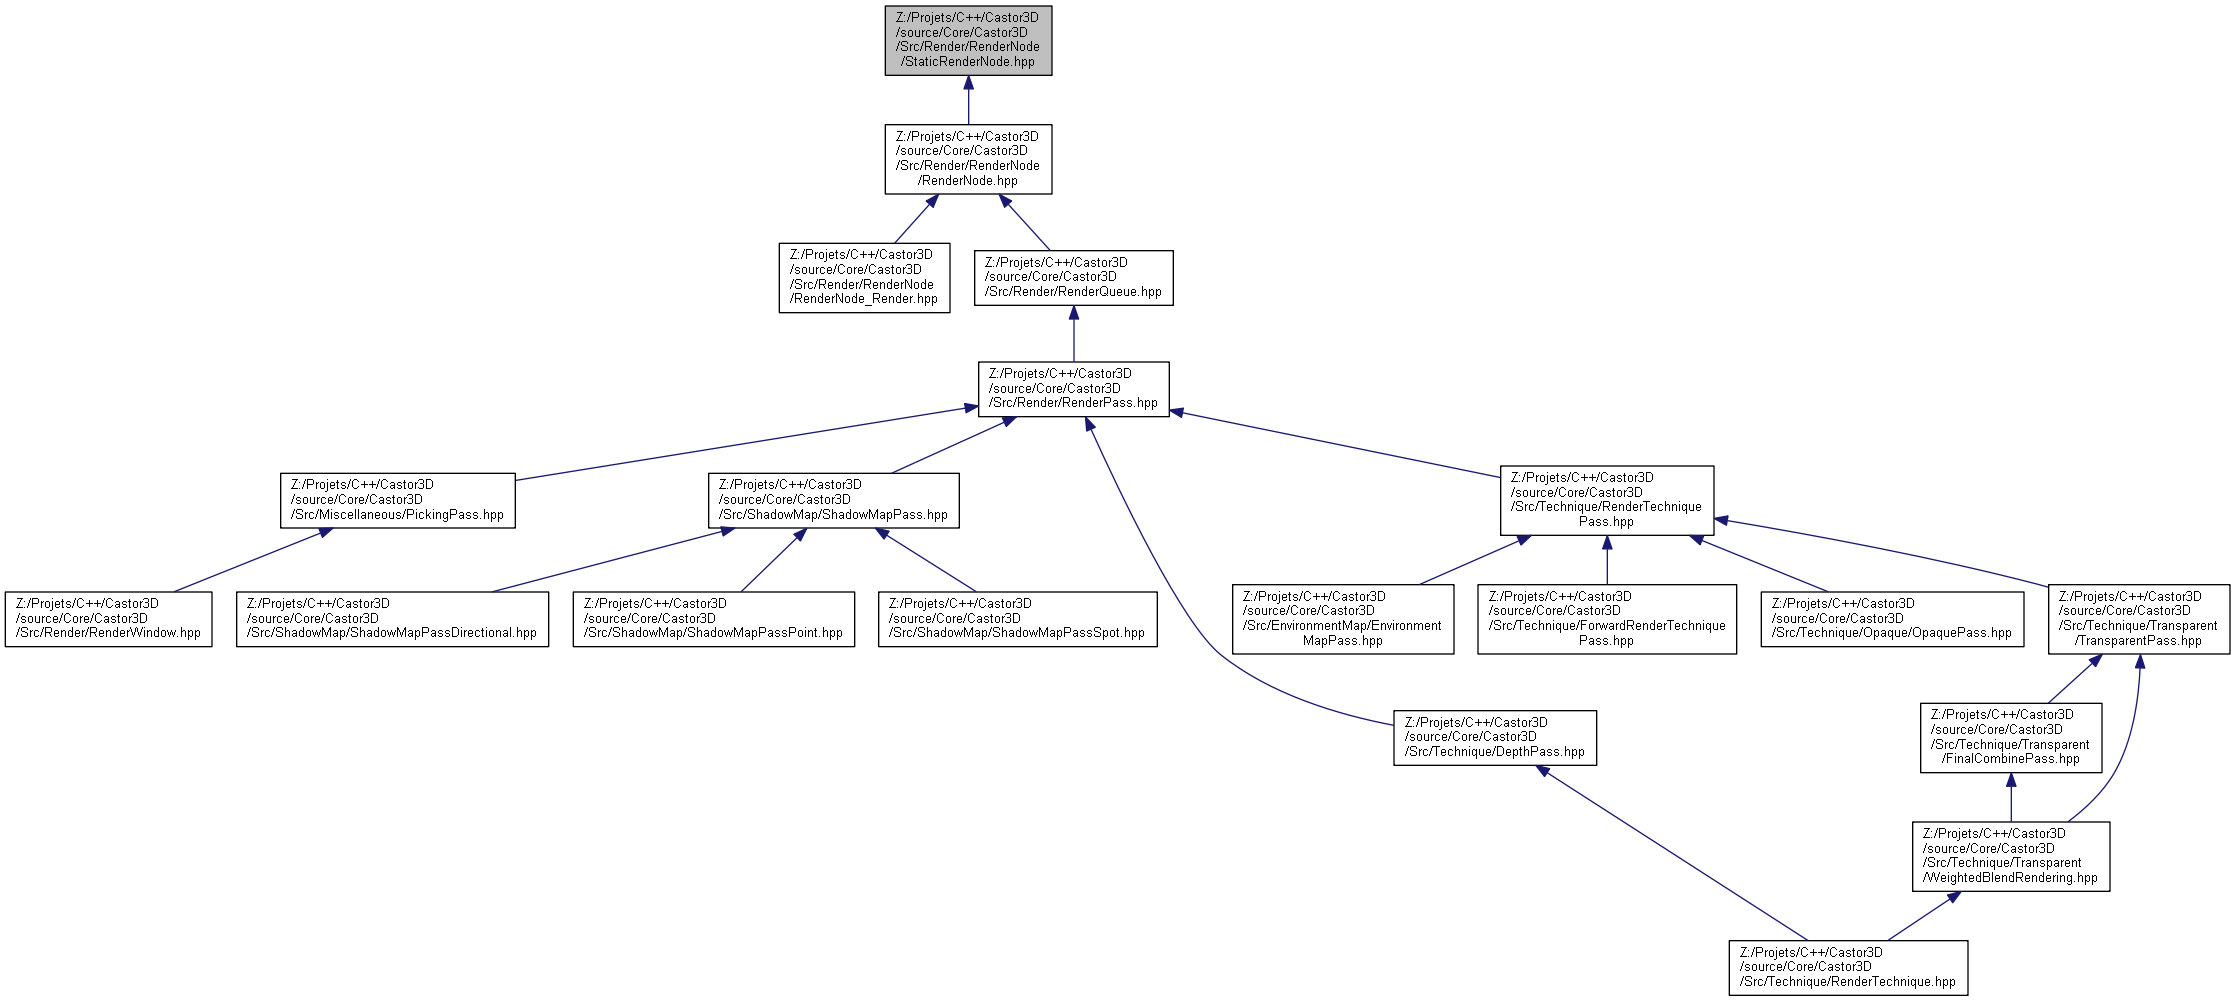 Z:/Projets/C++/Castor3D
/source/Core/Castor3D
/Src/Render/RenderNode
/StaticRenderNode.hpp
Z:/Projets/C++/Castor3D
/source/Core/Castor3D
/Src/Render/RenderNode
/RenderNode.hpp
Z:/Projets/C++/Castor3D
/source/Core/Castor3D
/Src/Render/RenderNode
/RenderNode_Render.hpp
Z:/Projets/C++/Castor3D
/source/Core/Castor3D
/Src/Render/RenderQueue.hpp
Z:/Projets/C++/Castor3D
/source/Core/Castor3D
/Src/Render/RenderPass.hpp
Z:/Projets/C++/Castor3D
/source/Core/Castor3D
/Src/Miscellaneous/PickingPass.hpp
Z:/Projets/C++/Castor3D
/source/Core/Castor3D
/Src/ShadowMap/ShadowMapPass.hpp
Z:/Projets/C++/Castor3D
/source/Core/Castor3D
/Src/Technique/RenderTechnique
Pass.hpp
Z:/Projets/C++/Castor3D
/source/Core/Castor3D
/Src/Render/RenderWindow.hpp
Z:/Projets/C++/Castor3D
/source/Core/Castor3D
/Src/ShadowMap/ShadowMapPassDirectional.hpp
Z:/Projets/C++/Castor3D
/source/Core/Castor3D
/Src/ShadowMap/ShadowMapPassPoint.hpp
Z:/Projets/C++/Castor3D
/source/Core/Castor3D
/Src/ShadowMap/ShadowMapPassSpot.hpp
Z:/Projets/C++/Castor3D
/source/Core/Castor3D
/Src/EnvironmentMap/Environment
MapPass.hpp
Z:/Projets/C++/Castor3D
/source/Core/Castor3D
/Src/Technique/ForwardRenderTechnique
Pass.hpp
Z:/Projets/C++/Castor3D
/source/Core/Castor3D
/Src/Technique/Opaque/OpaquePass.hpp
Z:/Projets/C++/Castor3D
/source/Core/Castor3D
/Src/Technique/Transparent
/TransparentPass.hpp
Z:/Projets/C++/Castor3D
/source/Core/Castor3D
/Src/Technique/DepthPass.hpp
Z:/Projets/C++/Castor3D
/source/Core/Castor3D
/Src/Technique/Transparent
/FinalCombinePass.hpp
Z:/Projets/C++/Castor3D
/source/Core/Castor3D
/Src/Technique/Transparent
/WeightedBlendRendering.hpp
Z:/Projets/C++/Castor3D
/source/Core/Castor3D
/Src/Technique/RenderTechnique.hpp